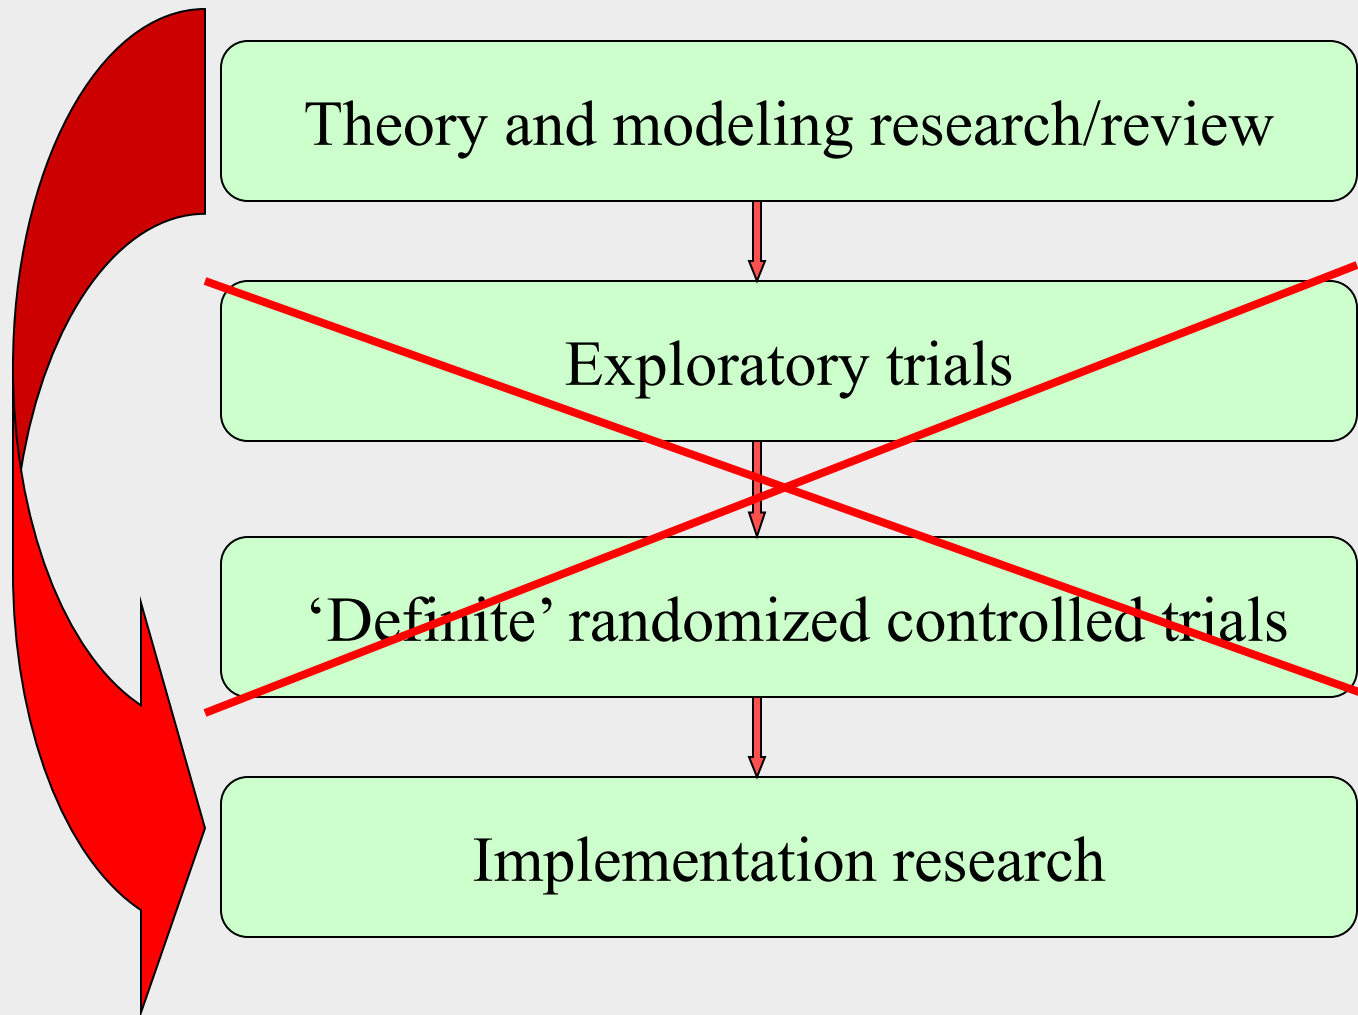 Theory and modeling research/review
Exploratory trials
‘Definite’ randomized controlled trials
Implementation research